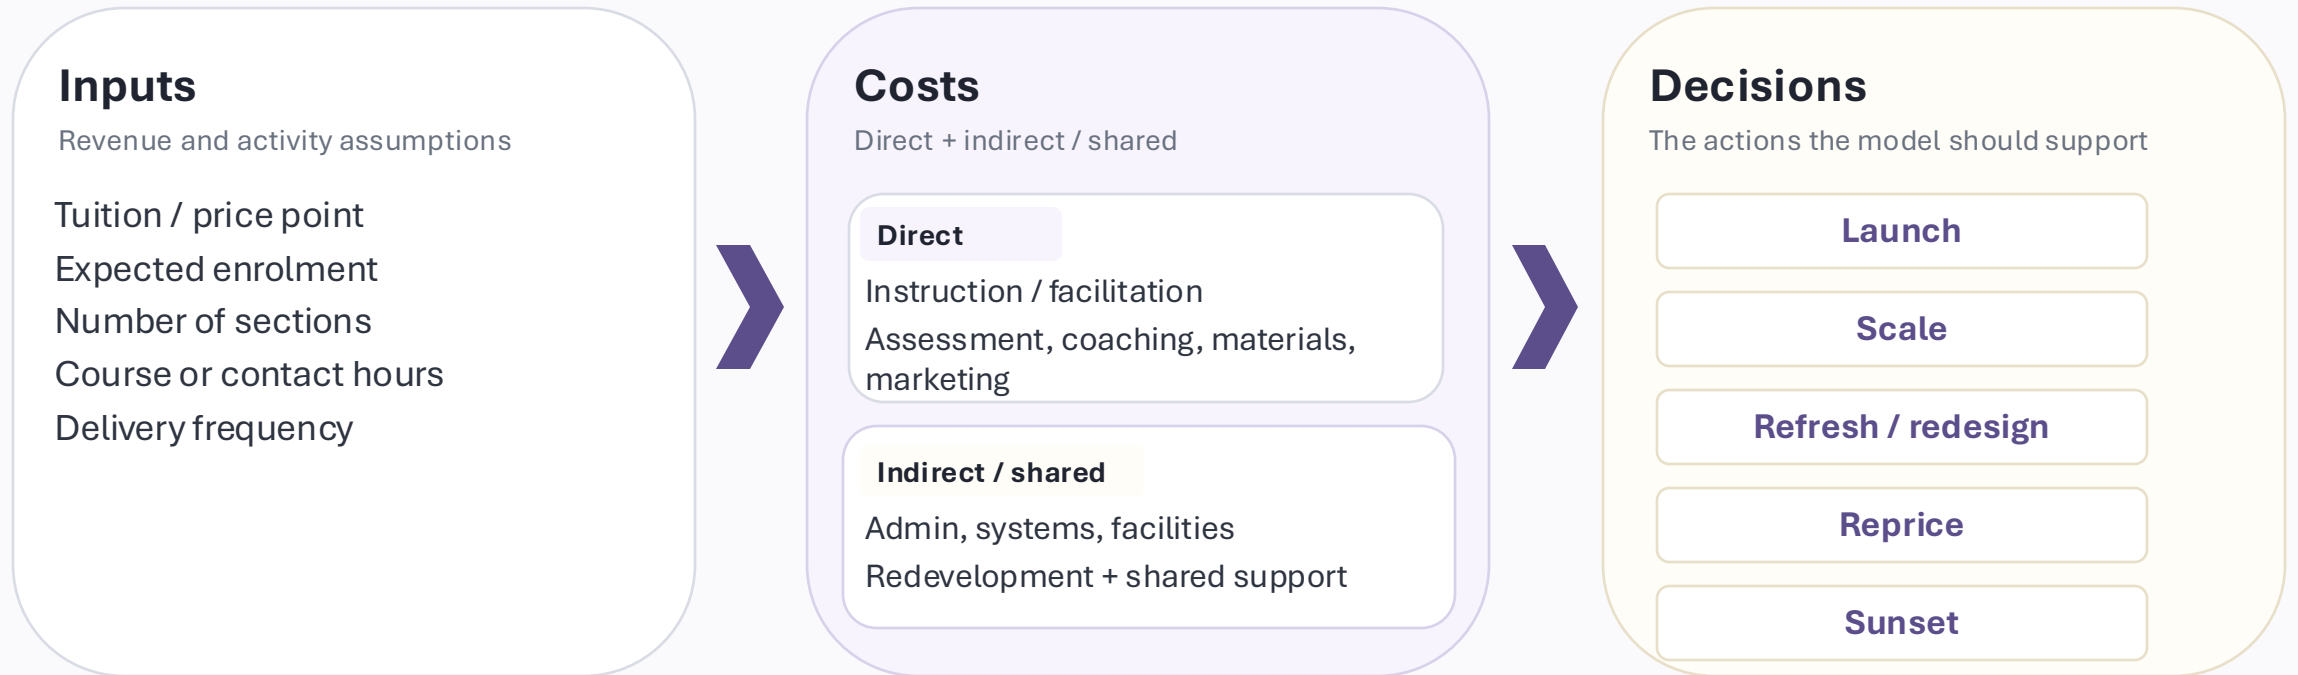 Inputs
Revenue and activity assumptions
Tuition / price point
Expected enrolment
Number of sections
Course or contact hours
Delivery frequency
Costs
Direct + indirect / shared
Direct
Instruction / facilitation
Assessment, coaching, materials,
marketing
Indirect / shared
Admin, systems, facilities
Redevelopment + shared support
Decisions
The actions the model should support
Launch
Scale
Refresh / redesign
Reprice
Sunset